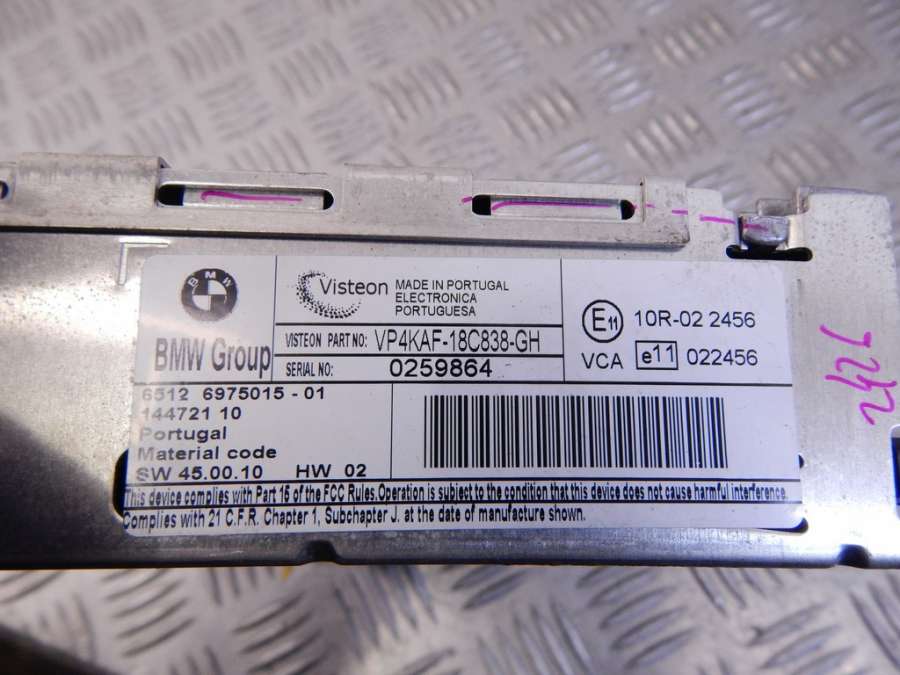 BMW
BMW Group
Visteon
MADE IN PORTUGAL
ELECTRONICA
PORTUGUESA
VISTEON PART NO: VP4KAF-18C838-GH
SERIAL NO: 0259864
E11 10R-02 2456
VCA e11 022456
6512 6975015-01
144721 10
Portugal
Material code
SW 45.00.10 HW 02
This device complies with Part 15 of the FCC Rules.Operation is subject to the condition that this device does not cause harmful interference.
Complies with 21 C.F.R. Chapter 1, Subchapter J. at the date of manufacture shown.
2426